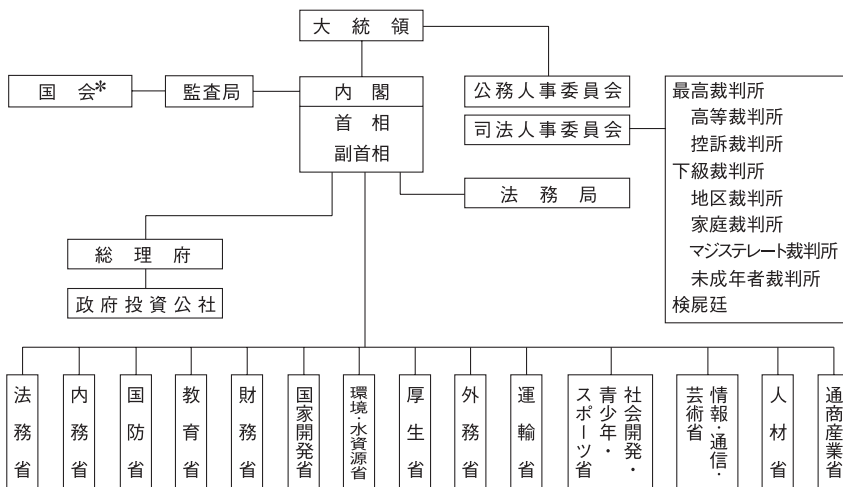 大統領
国会*
監査局
内閣
首相
副首相
公務人事委員会
司法人事委員会
法務局
最高裁判所
高等裁判所
控訴裁判所
下級裁判所
地区裁判所
家庭裁判所
マジステレート裁判所
未成年者裁判所
検屍廷
総理府
政府投資公社
法務省
内務省
国防省
教育省
財務省
国家開発省
環境・水資源省
厚生省
外務省
運輸省
社会開発・
青少年・
スポーツ省
情報・通信・
芸術省
人材省
通商産業省